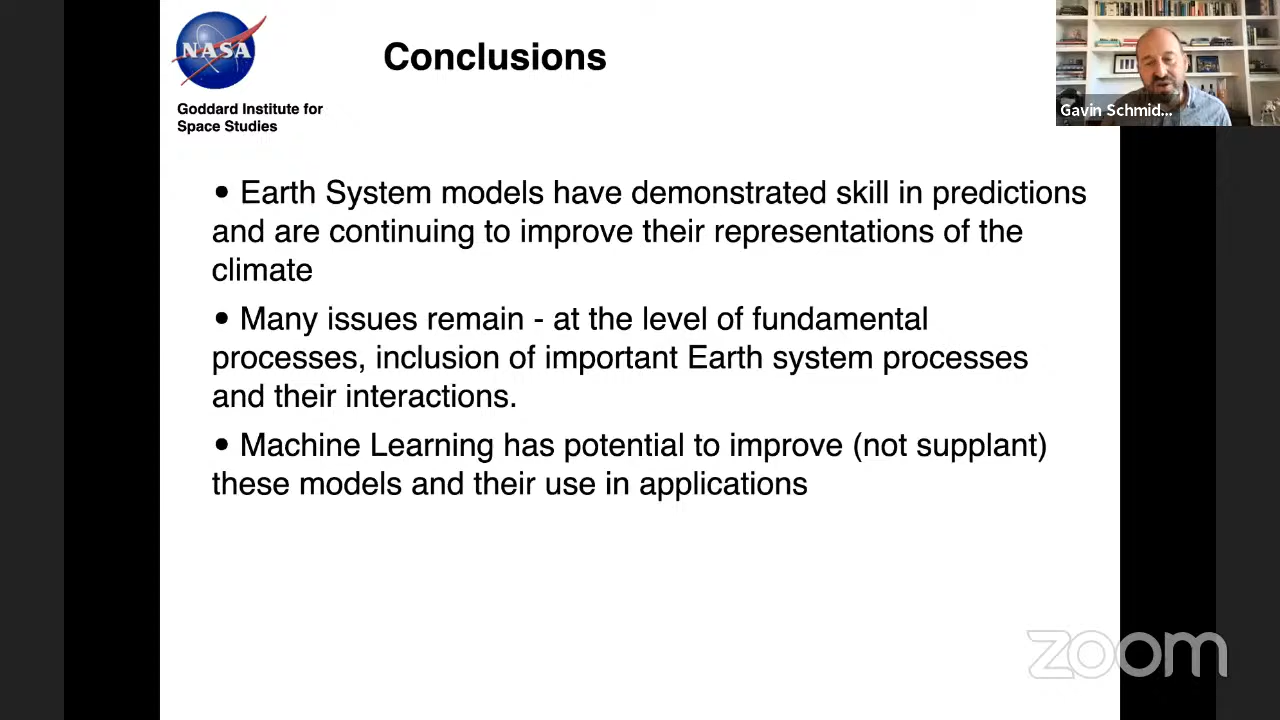 NASA
Conclusions
Goddard Institute for
Space Studies
Gavin Schmid...
• Earth System models have demonstrated skill in predictions
and are continuing to improve their representations of the
climate
• Many issues remain - at the level of fundamental
processes, inclusion of important Earth system processes
and their interactions.
• Machine Learning has potential to improve (not supplant)
these models and their use in applications
zoom